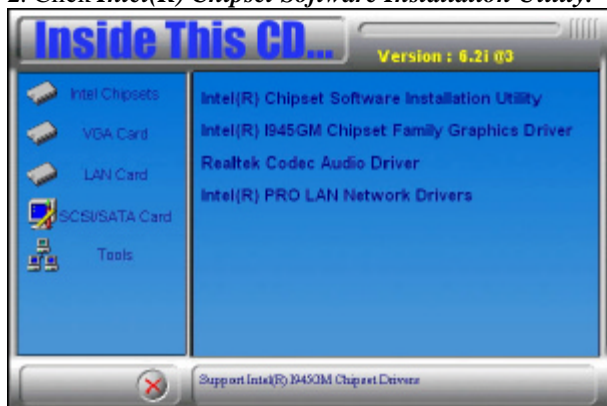 2. Click Intel(R) Chipset Software Installation Utility.
Inside This CD...
Version : 6.2i @3
Intel Chipsets
VGA Card
LAN Card
SCSI/SATA Card
Tools
Intel(R) Chipset Software Installation Utility
Intel(R) I945GM Chipset Family Graphics Driver
Realtek Codec Audio Driver
Intel(R) PRO LAN Network Drivers
Support Intel(R) I945GM Chipset Drivers